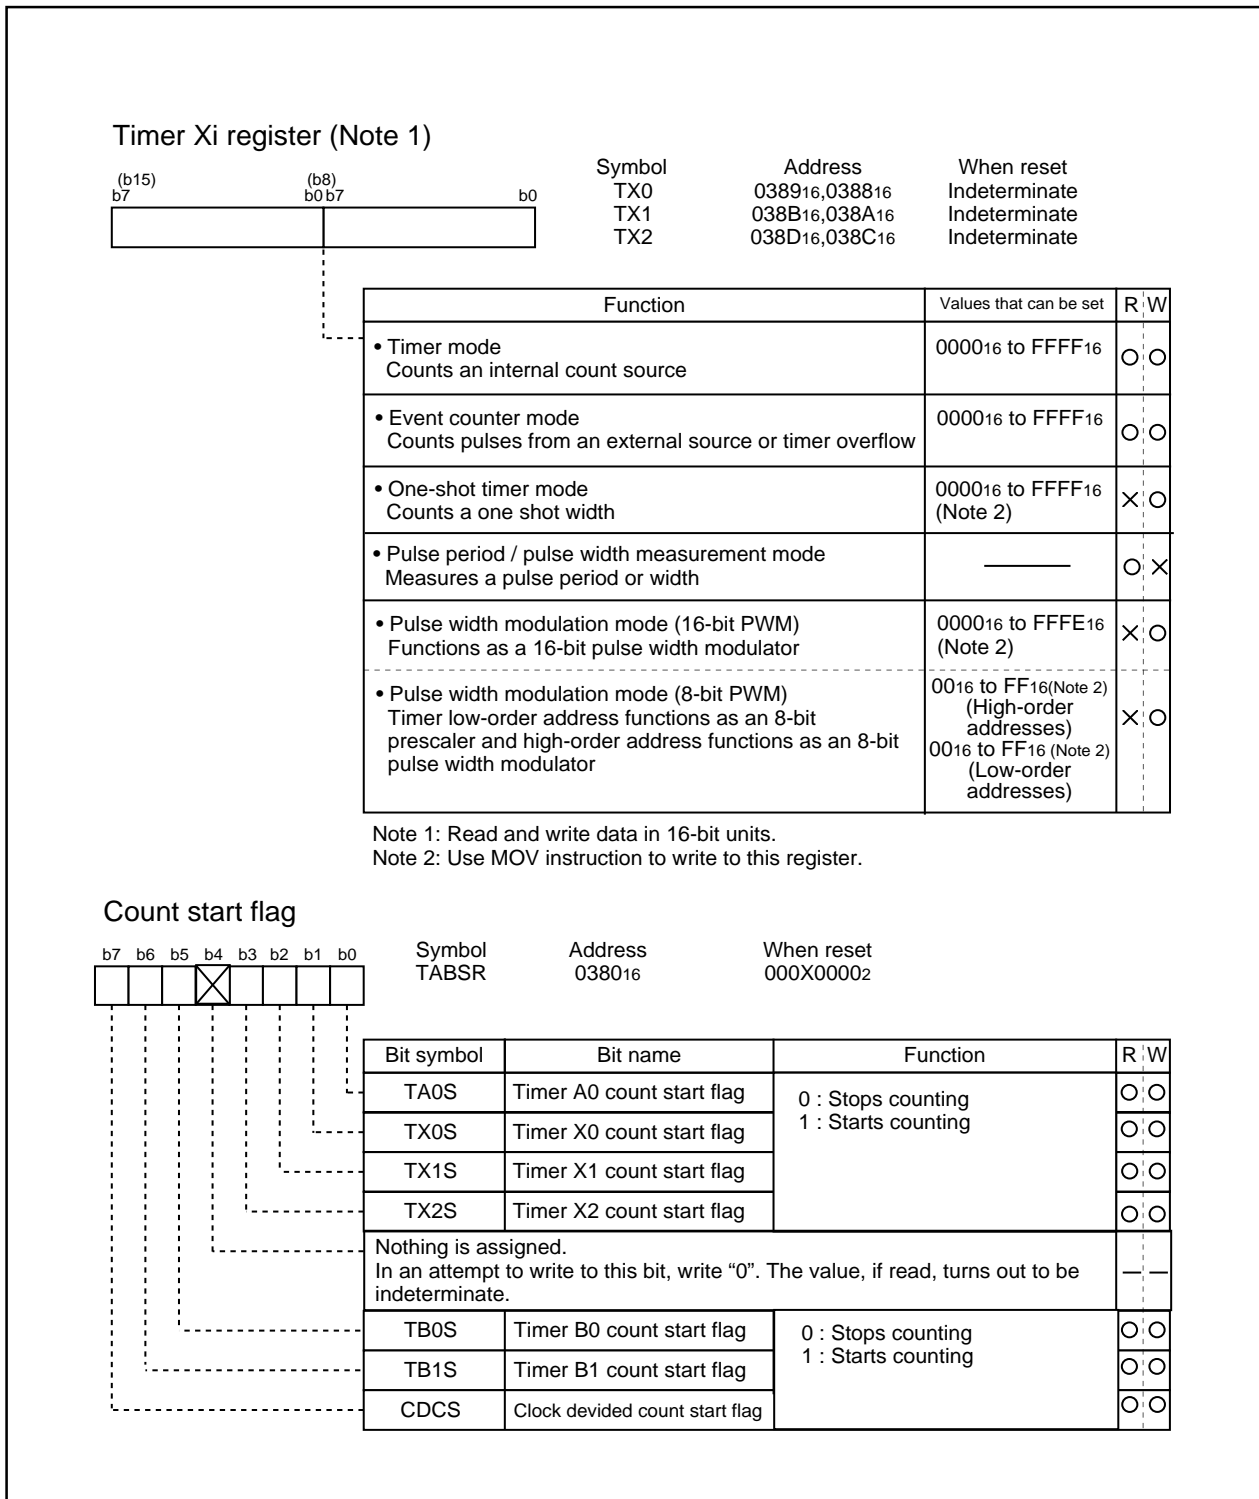 Timer Xi register (Note 1)
(b15) (b8)
b7 b0 b7 b0
Symbol Address When reset
TX0 038916,038816 Indeterminate
TX1 038B16,038A16 Indeterminate
TX2 038D16,038C16 Indeterminate
Function Values that can be set R W
• Timer mode 000016 to FFFF16
Counts an internal count source
• Event counter mode 000016 to FFFF16
Counts pulses from an external source or timer overflow
• One-shot timer mode 000016 to FFFF16
Counts a one shot width (Note 2)
• Pulse period / pulse width measurement mode
Measures a pulse period or width
• Pulse width modulation mode (16-bit PWM) 000016 to FFFE16
Functions as a 16-bit pulse width modulator (Note 2)
• Pulse width modulation mode (8-bit PWM) 0016 to FF16(Note 2)
Timer low-order address functions as an 8-bit (High-order
prescaler and high-order address functions as an 8-bit addresses)
pulse width modulator 0016 to FF16 (Note 2)
(Low-order
addresses)
Note 1: Read and write data in 16-bit units.
Note 2: Use MOV instruction to write to this register.
Count start flag
b7 b6 b5 b4 b3 b2 b1 b0
Symbol Address When reset
TABSR 038016 000X00002
Bit symbol Bit name Function R W
TA0S Timer A0 count start flag 0 : Stops counting
1 : Starts counting
TX0S Timer X0 count start flag
TX1S Timer X1 count start flag
TX2S Timer X2 count start flag
Nothing is assigned.
In an attempt to write to this bit, write “0”. The value, if read, turns out to be
indeterminate.
TB0S Timer B0 count start flag 0 : Stops counting
1 : Starts counting
TB1S Timer B1 count start flag
CDCS Clock devided count start flag